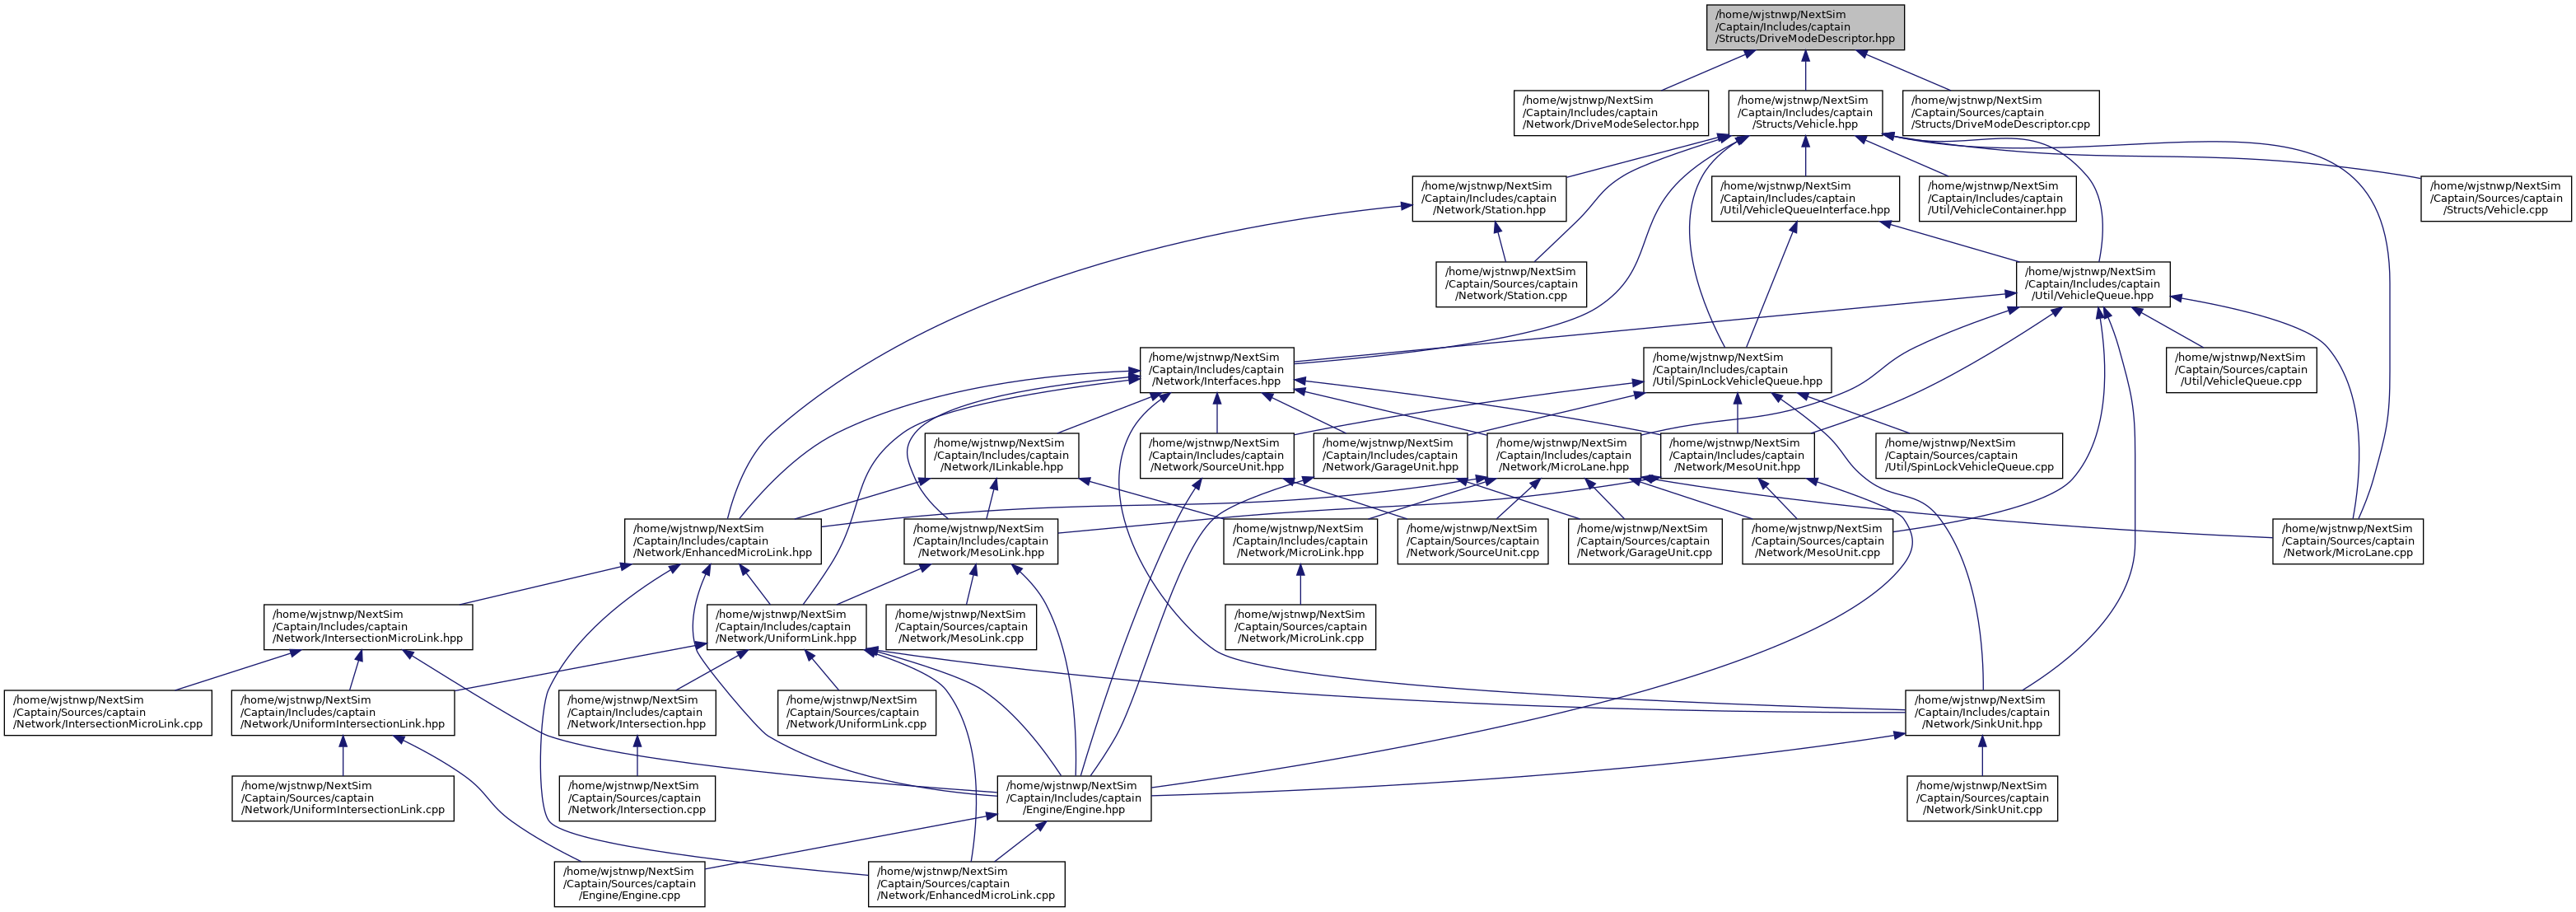 /home/wjstnwp/NextSim
/Captain/Includes/captain
/Structs/DriveModeDescriptor.hpp
/home/wjstnwp/NextSim
/Captain/Includes/captain
/Network/DriveModeSelector.hpp
/home/wjstnwp/NextSim
/Captain/Includes/captain
/Structs/Vehicle.hpp
/home/wjstnwp/NextSim
/Captain/Sources/captain
/Structs/DriveModeDescriptor.cpp
/home/wjstnwp/NextSim
/Captain/Includes/captain
/Network/Station.hpp
/home/wjstnwp/NextSim
/Captain/Includes/captain
/Util/VehicleQueueInterface.hpp
/home/wjstnwp/NextSim
/Captain/Includes/captain
/Util/VehicleContainer.hpp
/home/wjstnwp/NextSim
/Captain/Sources/captain
/Structs/Vehicle.cpp
/home/wjstnwp/NextSim
/Captain/Sources/captain
/Network/Station.cpp
/home/wjstnwp/NextSim
/Captain/Includes/captain
/Util/VehicleQueue.hpp
/home/wjstnwp/NextSim
/Captain/Includes/captain
/Network/Interfaces.hpp
/home/wjstnwp/NextSim
/Captain/Includes/captain
/Util/SpinLockVehicleQueue.hpp
/home/wjstnwp/NextSim
/Captain/Sources/captain
/Util/VehicleQueue.cpp
/home/wjstnwp/NextSim
/Captain/Includes/captain
/Network/ILinkable.hpp
/home/wjstnwp/NextSim
/Captain/Includes/captain
/Network/SourceUnit.hpp
/home/wjstnwp/NextSim
/Captain/Includes/captain
/Network/GarageUnit.hpp
/home/wjstnwp/NextSim
/Captain/Includes/captain
/Network/MicroLane.hpp
/home/wjstnwp/NextSim
/Captain/Includes/captain
/Network/MesoUnit.hpp
/home/wjstnwp/NextSim
/Captain/Sources/captain
/Util/SpinLockVehicleQueue.cpp
/home/wjstnwp/NextSim
/Captain/Includes/captain
/Network/EnhancedMicroLink.hpp
/home/wjstnwp/NextSim
/Captain/Includes/captain
/Network/MesoLink.hpp
/home/wjstnwp/NextSim
/Captain/Includes/captain
/Network/MicroLink.hpp
/home/wjstnwp/NextSim
/Captain/Sources/captain
/Network/SourceUnit.cpp
/home/wjstnwp/NextSim
/Captain/Sources/captain
/Network/GarageUnit.cpp
/home/wjstnwp/NextSim
/Captain/Sources/captain
/Network/MesoUnit.cpp
/home/wjstnwp/NextSim
/Captain/Sources/captain
/Network/MicroLane.cpp
/home/wjstnwp/NextSim
/Captain/Includes/captain
/Network/IntersectionMicroLink.hpp
/home/wjstnwp/NextSim
/Captain/Includes/captain
/Network/UniformLink.hpp
/home/wjstnwp/NextSim
/Captain/Sources/captain
/Network/MesoLink.cpp
/home/wjstnwp/NextSim
/Captain/Sources/captain
/Network/MicroLink.cpp
/home/wjstnwp/NextSim
/Captain/Sources/captain
/Network/IntersectionMicroLink.cpp
/home/wjstnwp/NextSim
/Captain/Includes/captain
/Network/UniformIntersectionLink.hpp
/home/wjstnwp/NextSim
/Captain/Includes/captain
/Network/Intersection.hpp
/home/wjstnwp/NextSim
/Captain/Sources/captain
/Network/UniformLink.cpp
/home/wjstnwp/NextSim
/Captain/Includes/captain
/Network/SinkUnit.hpp
/home/wjstnwp/NextSim
/Captain/Sources/captain
/Network/UniformIntersectionLink.cpp
/home/wjstnwp/NextSim
/Captain/Sources/captain
/Network/Intersection.cpp
/home/wjstnwp/NextSim
/Captain/Includes/captain
/Engine/Engine.hpp
/home/wjstnwp/NextSim
/Captain/Sources/captain
/Network/SinkUnit.cpp
/home/wjstnwp/NextSim
/Captain/Sources/captain
/Engine/Engine.cpp
/home/wjstnwp/NextSim
/Captain/Sources/captain
/Network/EnhancedMicroLink.cpp